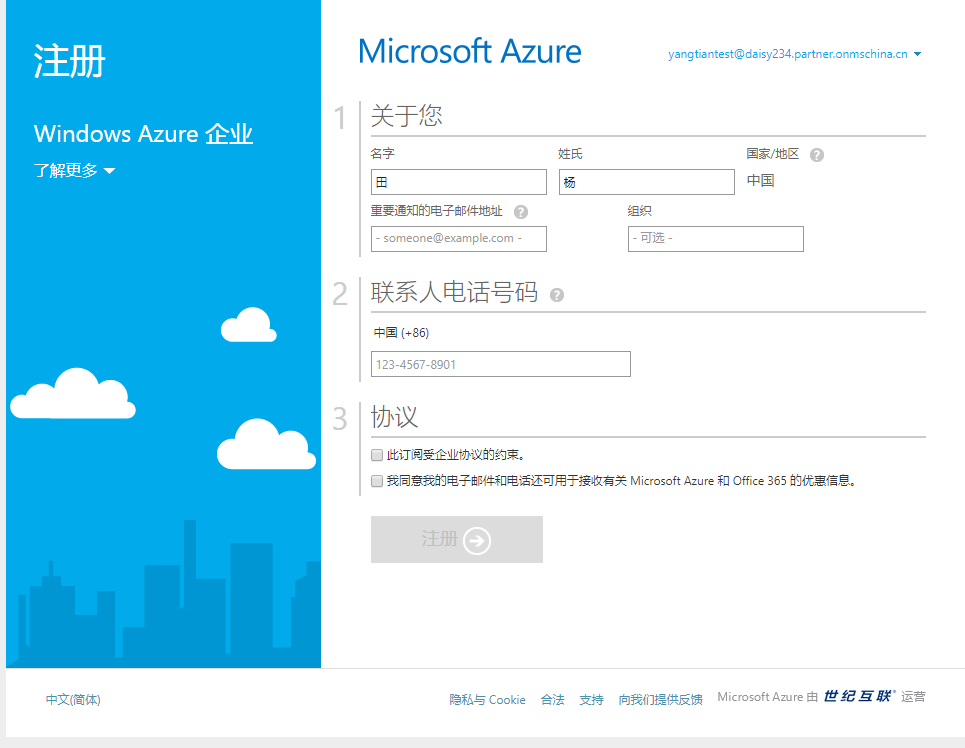 注册
Windows Azure 企业
了解更多
Microsoft Azure
yangtiantest@daisy234.partner.onmschina.cn
1 关于您
名字 姓氏 国家/地区 ?
田 杨 中国
重要通知的电子邮件地址 ? 组织
- someone@example.com - - 可选 -
2 联系人电话号码 ?
中国 (+86)
123-4567-8901
3 协议
此订阅受企业协议的约束。
我同意我的电子邮件和电话还可用于接收有关 Microsoft Azure 和 Office 365 的优惠信息。
注册
中文(简体) 隐私与 Cookie 合法 支持 向我们提供反馈 Microsoft Azure 由 世纪互联 运营